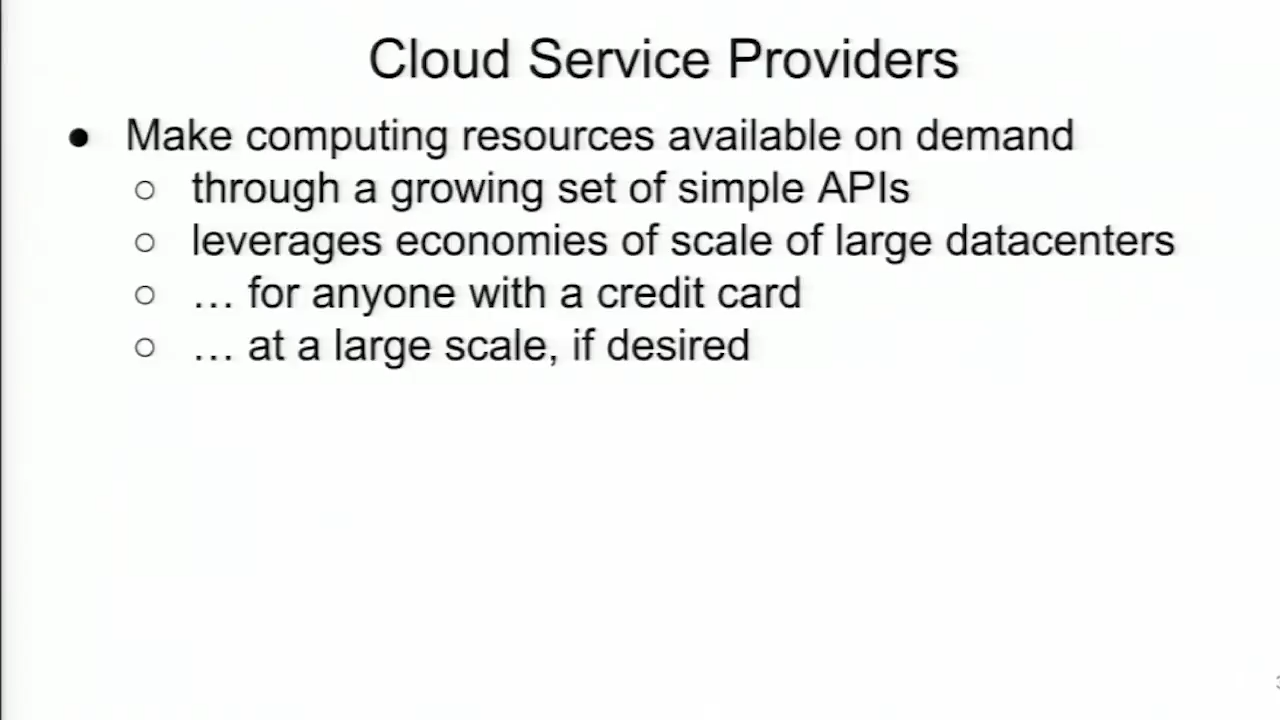 Cloud Service Providers
● Make computing resources available on demand
○ through a growing set of simple APIs
○ leverages economies of scale of large datacenters
○ … for anyone with a credit card
○ … at a large scale, if desired